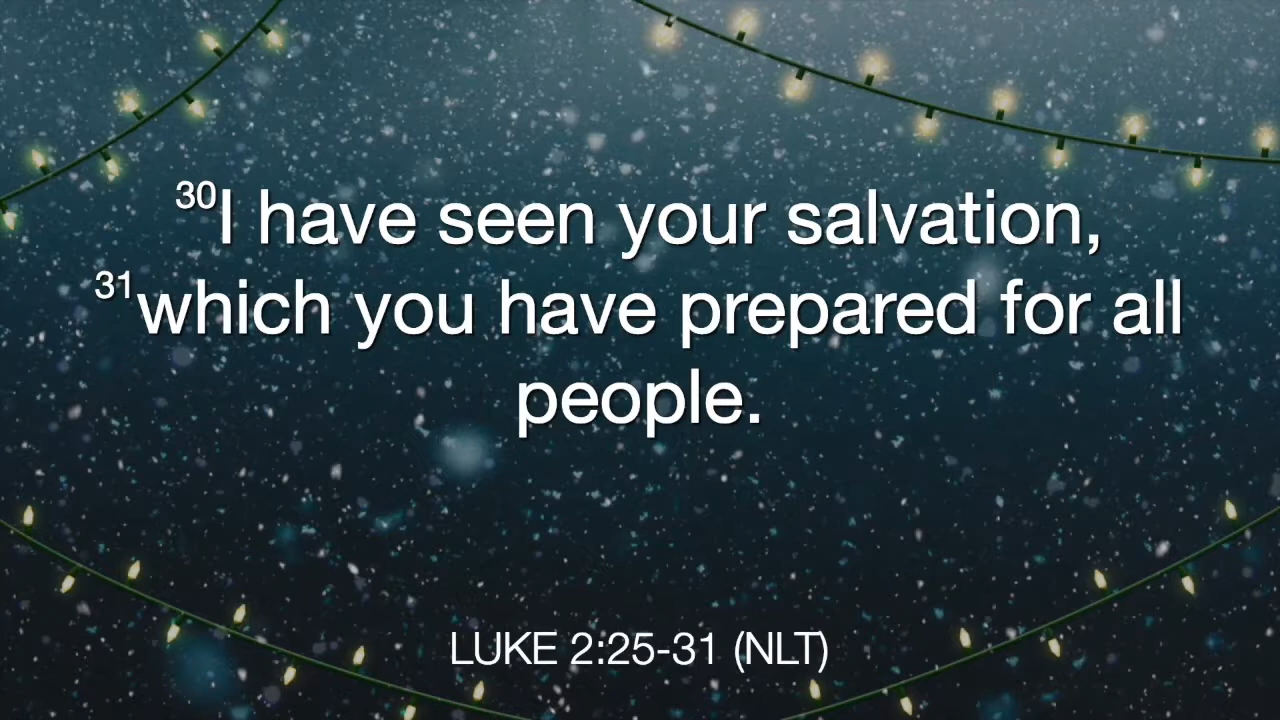 30I have seen your salvation,
31which you have prepared for all
people.
LUKE 2:25-31 (NLT)